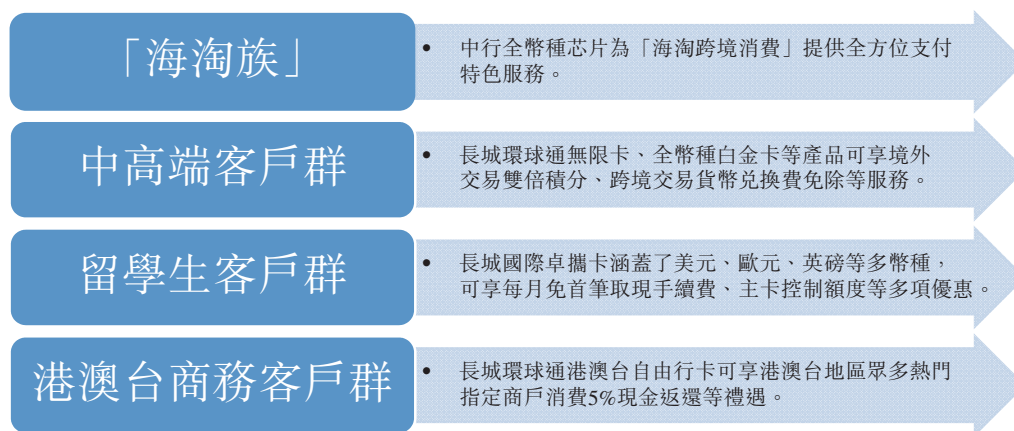 「海淘族」
• 中行全幣種芯片為「海淘跨境消費」提供全方位支付
特色服務。
中高端客戶群
• 長城環球通無限卡、全幣種白金卡等產品可享境外
交易雙倍積分、跨境交易貨幣兌換費免除等服務。
留學生客戶群
• 長城國際卓攜卡涵蓋了美元、歐元、英磅等多幣種，
可享每月免首筆取現手續費、主卡控制額度等多項優惠。
港澳台商務客戶群
• 長城環球通港澳台自由行卡可享港澳台地區眾多熱門
指定商戶消費5%現金返還等禮遇。